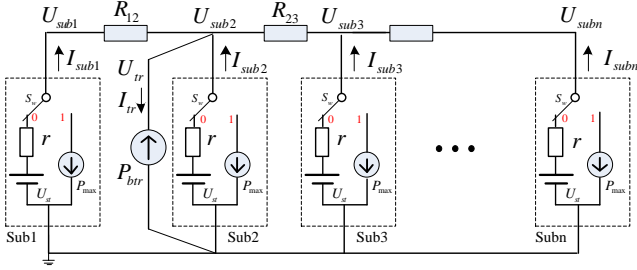 U_sub1 R_12 U_sub2 R_23 U_sub3 U_subn
I_sub1 U_tr I_sub2 I_sub3 I_subn
I_tr
S_w S_w S_w S_w
0 1 0 1 0 1 0 1
r r r r
P_btr
P_max P_max P_max P_max
U_st U_st U_st U_st
Sub1 Sub2 Sub3 Subn